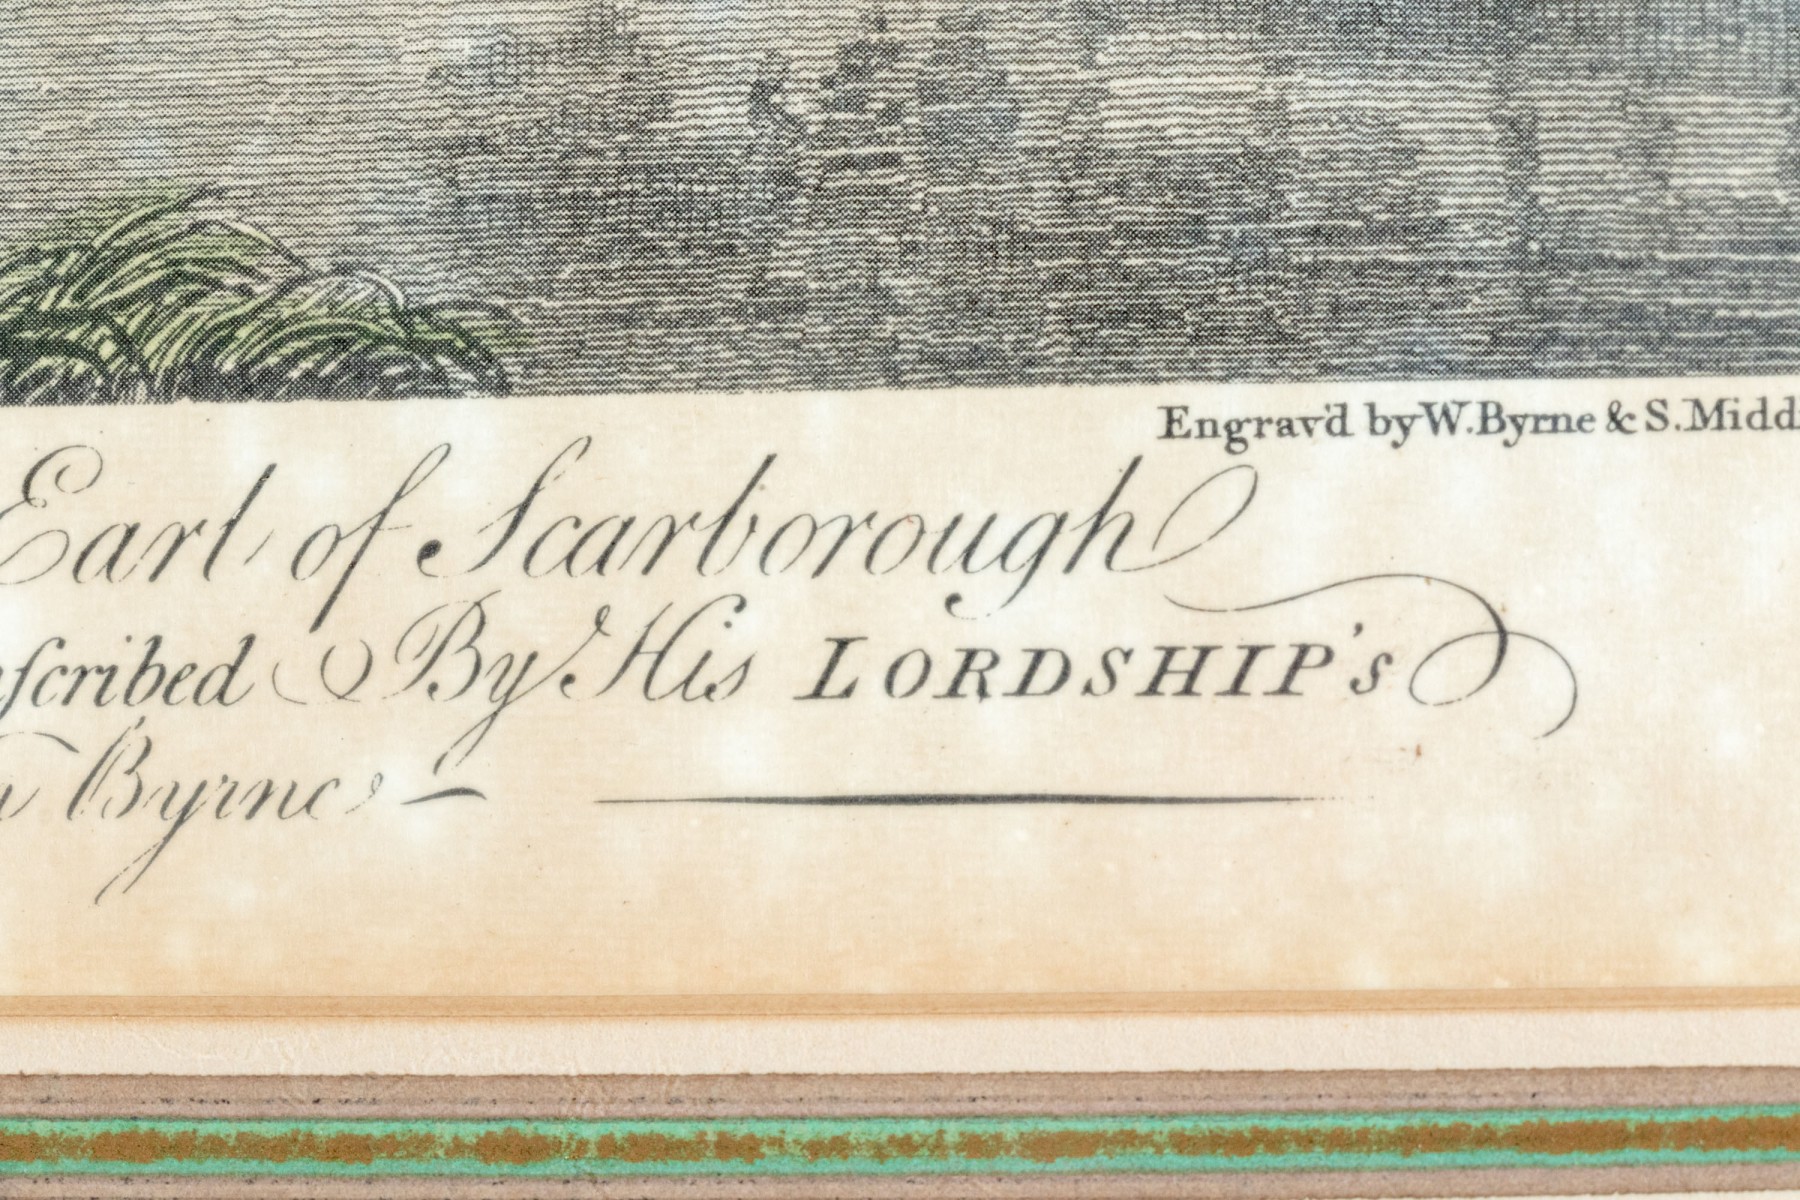 Engrav'd by W. Byrne & S. Midd
Earl of Scarborough
scribed By His LORDSHIP's
Byrne